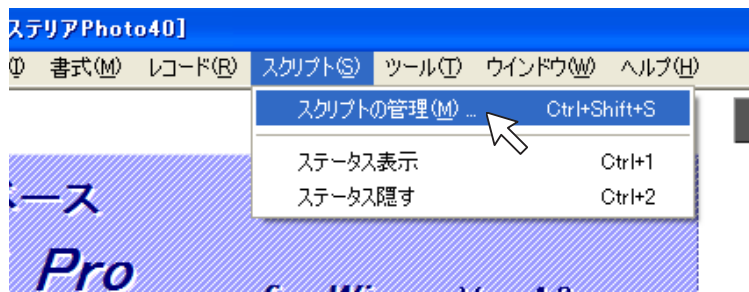 ステリアPhoto40]
書式(M) レコード(R) スクリプト(S) ツール(T) ウインドウ(W) ヘルプ(H)
スクリプトの管理(M) ... Ctrl+Shift+S
ステータス表示 Ctrl+1
ステータス隠す Ctrl+2
ース
Pro